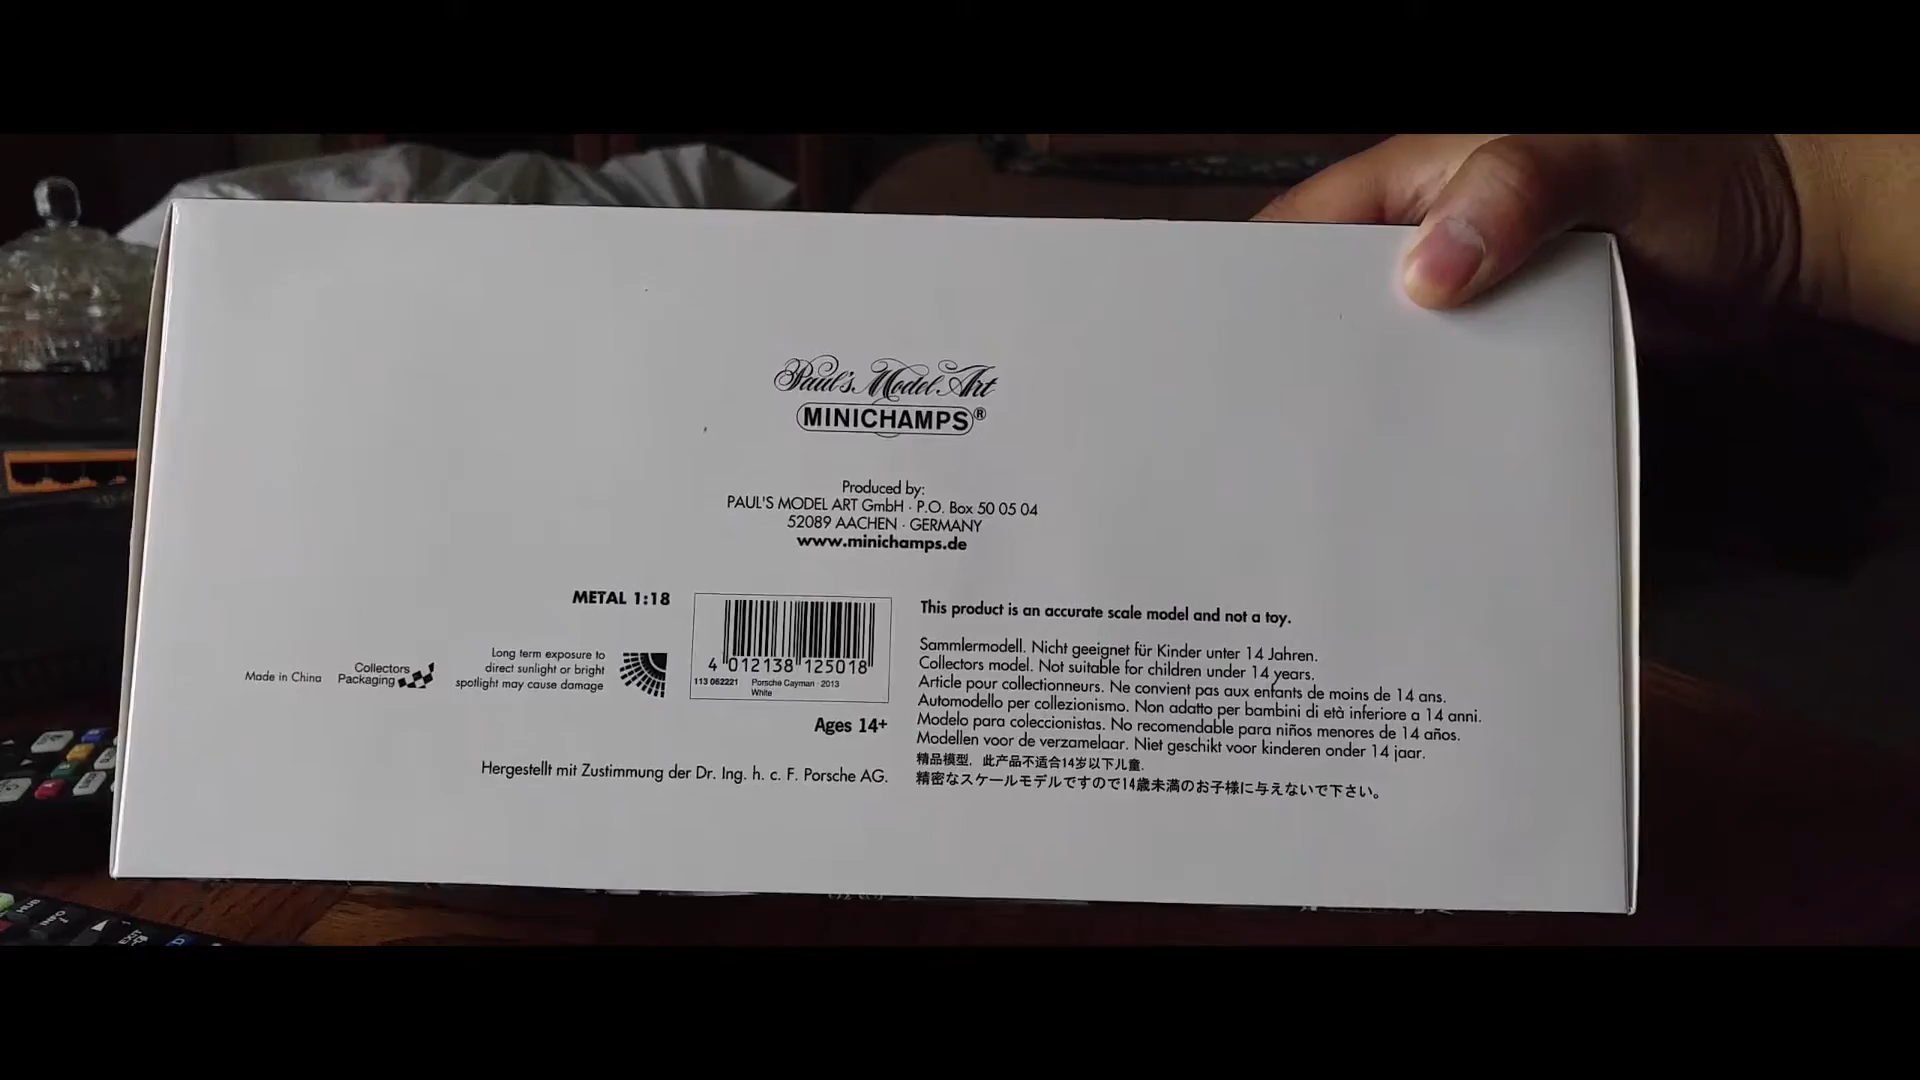 Paul's Model Art
MINICHAMPS®
Produced by:
PAUL'S MODEL ART GmbH · P.O. Box 50 05 04
52089 AACHEN · GERMANY
www.minichamps.de
METAL 1:18
Made in China
Collectors
Packaging
Long term exposure to
direct sunlight or bright
spotlight may cause damage
4 012138 125018
113 062221 Porsche Cayman · 2013
White
Ages 14+
Hergestellt mit Zustimmung der Dr. Ing. h. c. F. Porsche AG.
This product is an accurate scale model and not a toy.
Sammlermodell. Nicht geeignet für Kinder unter 14 Jahren.
Collectors model. Not suitable for children under 14 years.
Article pour collectionneurs. Ne convient pas aux enfants de moins de 14 ans.
Automodello per collezionismo. Non adatto per bambini di età inferiore a 14 anni.
Modelo para coleccionistas. No recomendable para niños menores de 14 años.
Modellen voor de verzamelaar. Niet geschikt voor kinderen onder 14 jaar.
精品模型，此产品不适合14岁以下儿童.
精密なスケールモデルですので14歳未満のお子様に与えないで下さい。
HUB
INFO
EXIT